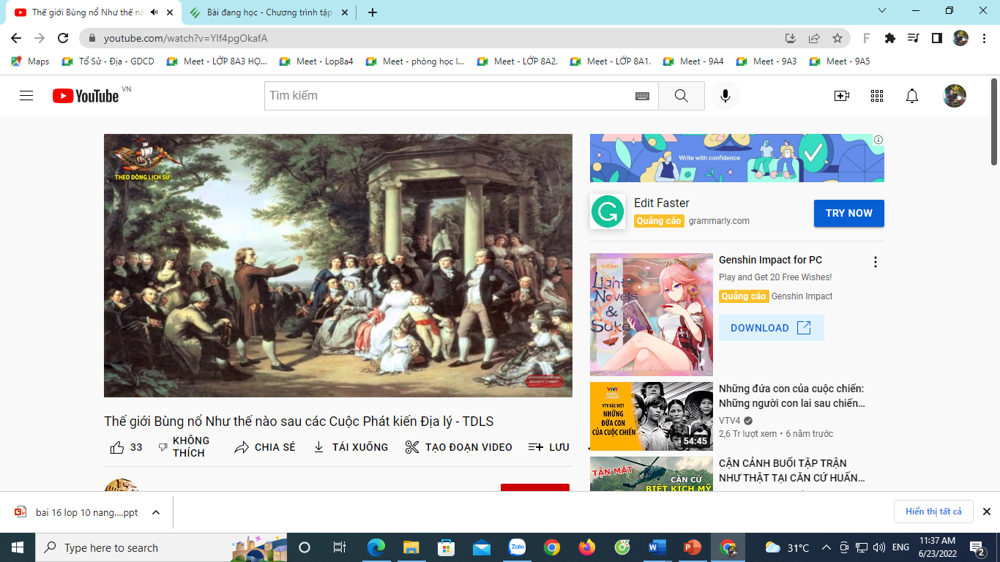 Thế giới Bùng nổ Như thế nà
Bài đang học - Chương trình tập
youtube.com/watch?v=YIf4pgOkafA
Maps
Tổ Sử - Địa - GDCD
Meet - LỚP 8A3 HỌ...
Meet - Lop8a4
Meet - phòng học l...
Meet - LỚP 8A2.
Meet - LỚP 8A1.
Meet - 9A4
Meet - 9A3
Meet - 9A5
YouTube VN
Tìm kiếm
THEO DÒNG LỊCH SỬ
ĐĂNG KÝ NGAY
Write with confidence
Edit Faster
Quảng cáo grammarly.com
TRY NOW
Light
Novels
&
Sake
Genshin Impact for PC
Play and Get 20 Free Wishes!
Quảng cáo Genshin Impact
DOWNLOAD
VTV1
VTV ĐẶC BIỆT
NHỮNG
ĐỨA CON
CỦA CUỘC CHIẾN
54:45
Những đứa con của cuộc chiến:
Những người con lai sau chiến...
VTV4
2,6 Tr lượt xem • 6 năm trước
TẬN MẮT
CĂN CỨ
BIỆT KÍCH MỸ
CẬN CẢNH BUỔI TẬP TRẬN
NHƯ THẬT TẠI CĂN CỨ HUẤN...
Thế giới Bùng nổ Như thế nào sau các Cuộc Phát kiến Địa lý - TDLS
33
KHÔNG
THÍCH
CHIA SẺ
TẢI XUỐNG
TẠO ĐOẠN VIDEO
LƯU
bai 16 lop 10 nang....ppt
Hiển thị tất cả
Type here to search
Zalo
31°C
ENG
11:37 AM
6/23/2022
2